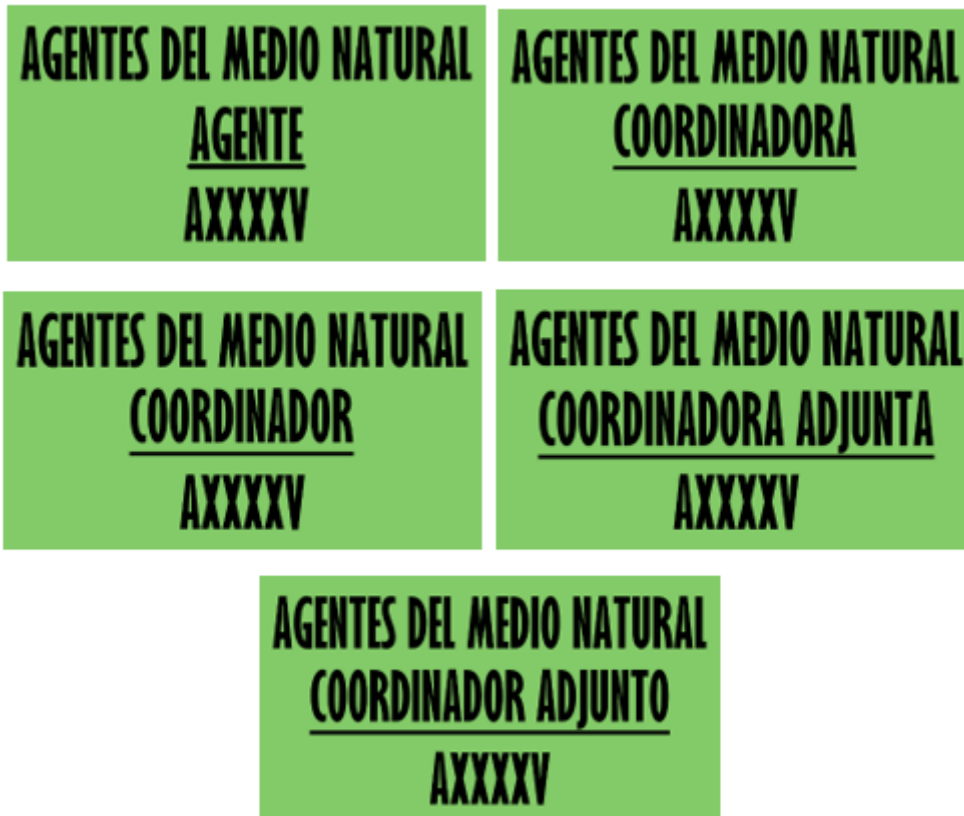 AGENTES DEL MEDIO NATURAL
AGENTE
AXXXXV
AGENTES DEL MEDIO NATURAL
COORDINADORA
AXXXXV
AGENTES DEL MEDIO NATURAL
COORDINADOR
AXXXXV
AGENTES DEL MEDIO NATURAL
COORDINADORA ADJUNTA
AXXXXV
AGENTES DEL MEDIO NATURAL
COORDINADOR ADJUNTO
AXXXXV